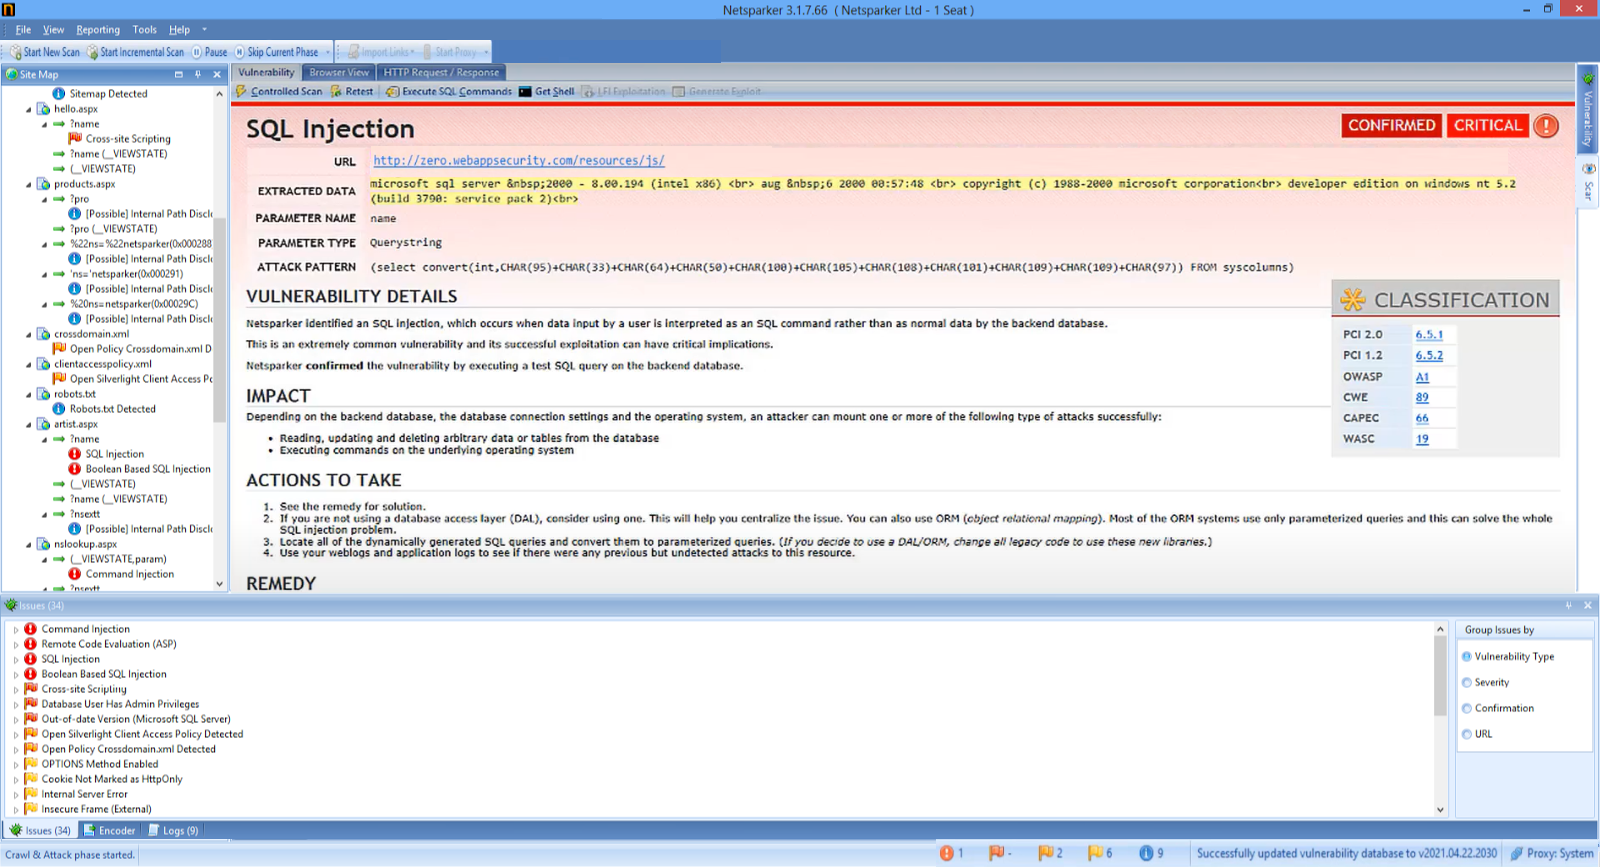 Netsparker 3.1.7.66 ( Netsparker Ltd - 1 Seat )
File View Reporting Tools Help
Start New Scan Start Incremental Scan Pause Skip Current Phase Import Links Start Proxy
Site Map
Vulnerability Browser View HTTP Request / Response
Controlled Scan Retest Execute SQL Commands Get Shell LFI Exploitation Generate Exploit
Sitemap Detected
hello.aspx
?name
Cross-site Scripting
?name (__VIEWSTATE)
(__VIEWSTATE)
products.aspx
?pro
[Possible] Internal Path Discl
?pro (__VIEWSTATE)
%22ns=%22netsparker(0x000288
[Possible] Internal Path Discl
'ns='netsparker(0x000291)
[Possible] Internal Path Discl
%20ns=netsparker(0x00029C)
[Possible] Internal Path Discl
crossdomain.xml
Open Policy Crossdomain.xml D
clientaccesspolicy.xml
Open Silverlight Client Access Pc
robots.txt
Robots.txt Detected
artist.aspx
?name
SQL Injection
Boolean Based SQL Injection
(__VIEWSTATE)
?name (__VIEWSTATE)
?nsextt
[Possible] Internal Path Discl
nslookup.aspx
(__VIEWSTATE,param)
Command Injection
?nsextt
SQL Injection
CONFIRMED CRITICAL
URL http://zero.webappsecurity.com/resources/js/
EXTRACTED DATA microsoft sql server &nbsp;2000 - 8.00.194 (intel x86) <br> aug &nbsp;6 2000 00:57:48 <br> copyright (c) 1988-2000 microsoft corporation<br> developer edition on windows nt 5.2
(build 3790: service pack 2)<br>
PARAMETER NAME name
PARAMETER TYPE Querystring
ATTACK PATTERN (select convert(int,CHAR(95)+CHAR(33)+CHAR(64)+CHAR(50)+CHAR(100)+CHAR(105)+CHAR(108)+CHAR(101)+CHAR(109)+CHAR(109)+CHAR(97)) FROM syscolumns)
VULNERABILITY DETAILS
Netsparker identified an SQL injection, which occurs when data input by a user is interpreted as an SQL command rather than as normal data by the backend database.
This is an extremely common vulnerability and its successful exploitation can have critical implications.
Netsparker confirmed the vulnerability by executing a test SQL query on the backend database.
IMPACT
Depending on the backend database, the database connection settings and the operating system, an attacker can mount one or more of the following type of attacks successfully:
• Reading, updating and deleting arbitrary data or tables from the database
• Executing commands on the underlying operating system
ACTIONS TO TAKE
1. See the remedy for solution.
2. If you are not using a database access layer (DAL), consider using one. This will help you centralize the issue. You can also use ORM (object relational mapping). Most of the ORM systems use only parameterized queries and this can solve the whole
SQL injection problem.
3. Locate all of the dynamically generated SQL queries and convert them to parameterized queries. (If you decide to use a DAL/ORM, change all legacy code to use these new libraries.)
4. Use your weblogs and application logs to see if there were any previous but undetected attacks to this resource.
REMEDY
CLASSIFICATION
PCI 2.0 6.5.1
PCI 1.2 6.5.2
OWASP A1
CWE 89
CAPEC 66
WASC 19
Vulnerability
Scan
Issues (34)
Command Injection
Remote Code Evaluation (ASP)
SQL Injection
Boolean Based SQL Injection
Cross-site Scripting
Database User Has Admin Privileges
Out-of-date Version (Microsoft SQL Server)
Open Silverlight Client Access Policy Detected
Open Policy Crossdomain.xml Detected
OPTIONS Method Enabled
Cookie Not Marked as HttpOnly
Internal Server Error
Insecure Frame (External)
Group Issues by
Vulnerability Type
Severity
Confirmation
URL
Issues (34) Encoder Logs (9)
Crawl & Attack phase started.
1 - 2 6 9 Successfully updated vulnerability database to v2021.04.22.2030 Proxy: System